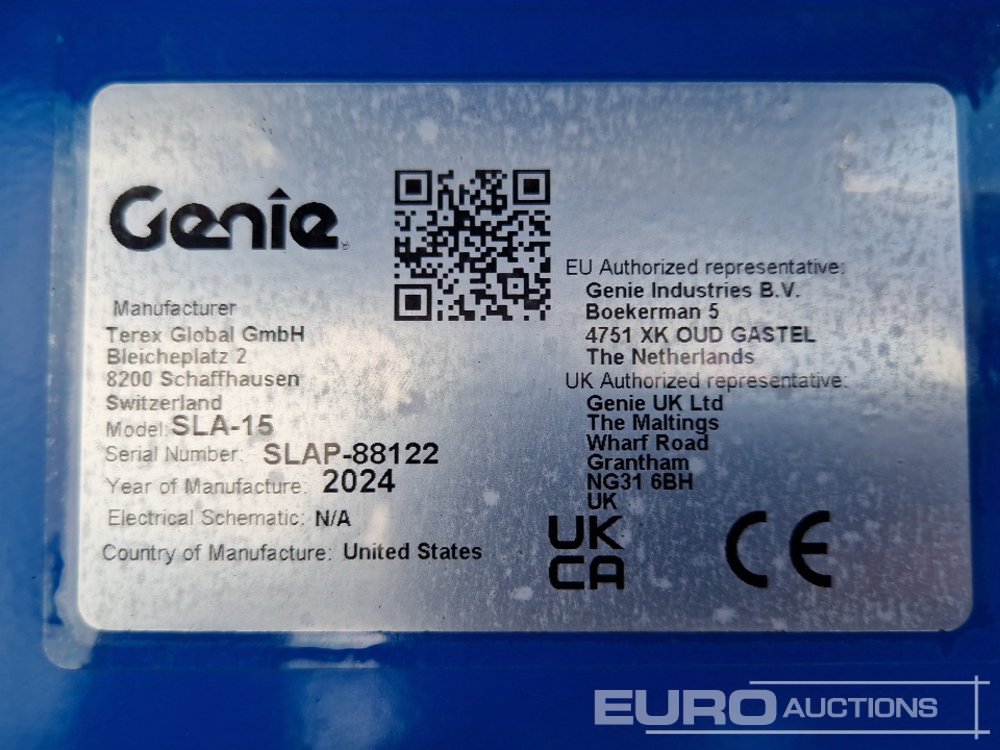 Genie
Manufacturer
Terex Global GmbH
Bleicheplatz 2
8200 Schaffhausen
Switzerland
Model: SLA-15
Serial Number: SLAP-88122
Year of Manufacture: 2024
Electrical Schematic: N/A
Country of Manufacture: United States
EU Authorized representative:
Genie Industries B.V.
Boekerman 5
4751 XK OUD GASTEL
The Netherlands
UK Authorized representative:
Genie UK Ltd
The Maltings
Wharf Road
Grantham
NG31 6BH
UK
UK
CA
CE
EURO AUCTIONS